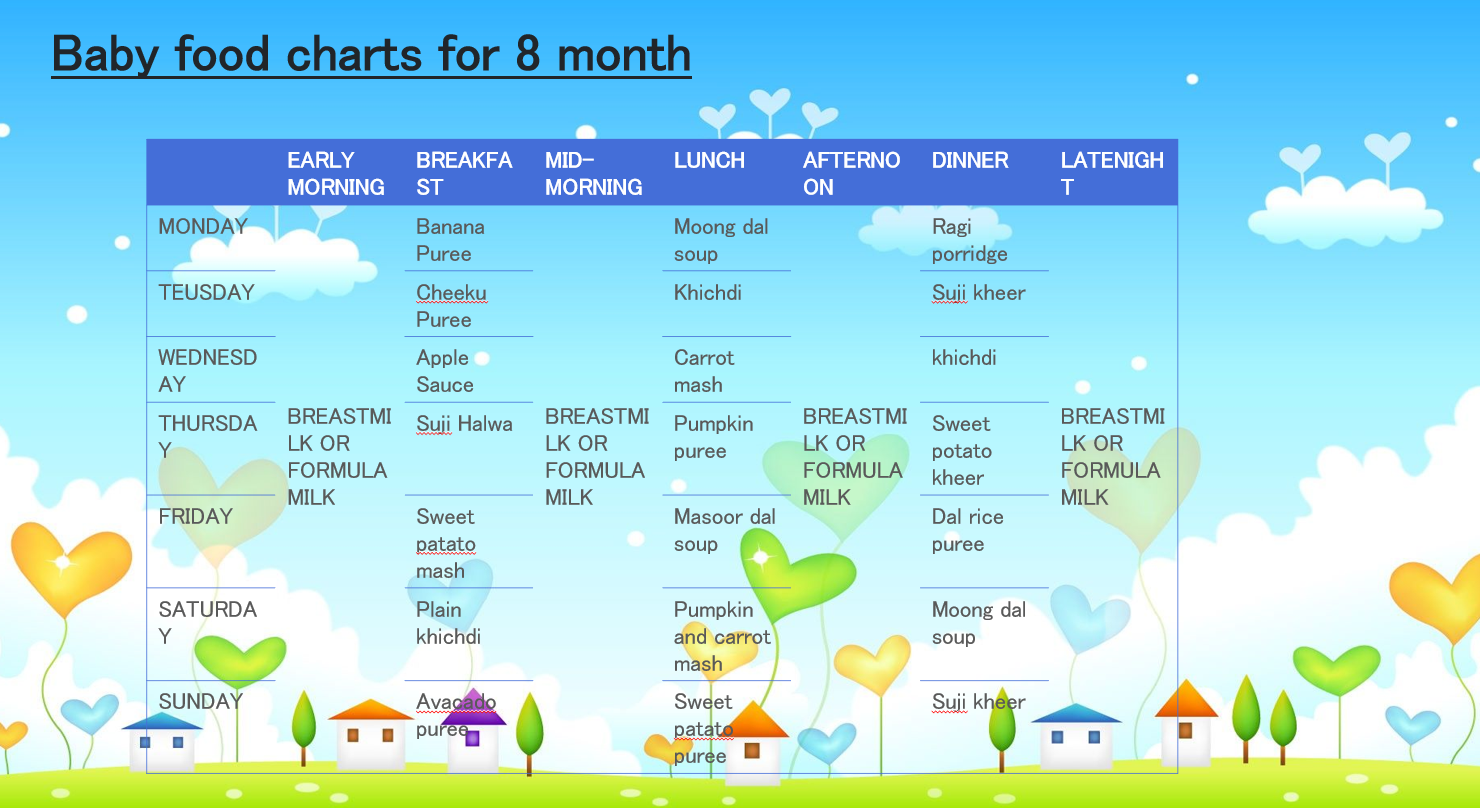 Baby food charts for 8 month
EARLY MORNING BREAKFAST MID-MORNING LUNCH AFTERNOON DINNER LATENIGHT
MONDAY Banana Puree Moong dal soup Ragi porridge
TEUSDAY Cheeku Puree Khichdi Suji kheer
WEDNESDAY Apple Sauce Carrot mash khichdi
THURSDAY BREASTMILK OR FORMULA MILK Suji Halwa BREASTMILK OR FORMULA MILK Pumpkin puree BREASTMILK OR FORMULA MILK Sweet potato kheer BREASTMILK OR FORMULA MILK
FRIDAY Sweet patato mash Masoor dal soup Dal rice puree
SATURDAY Plain khichdi Pumpkin and carrot mash Moong dal soup
SUNDAY Avacado puree Sweet patato puree Suji kheer